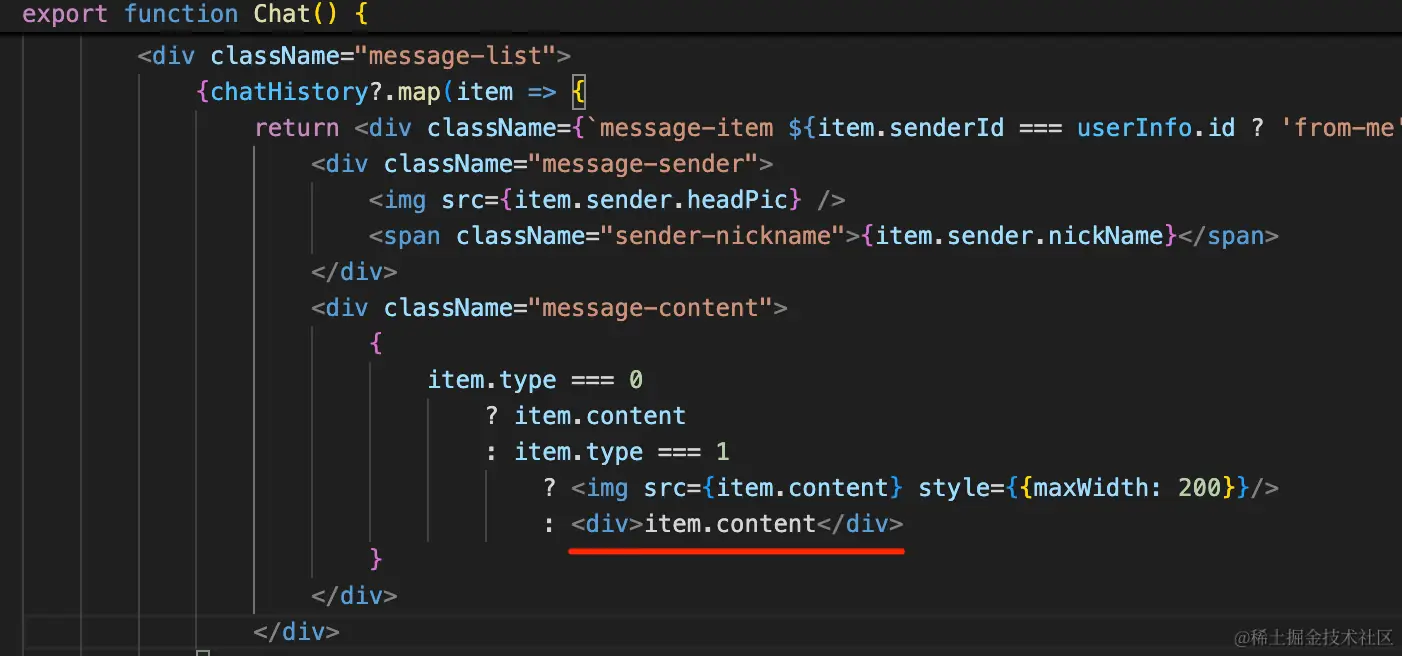 export function Chat() {
<div className="message-list">
{chatHistory?.map(item => {
return <div className={`message-item ${item.senderId === userInfo.id ? 'from-me'
<div className="message-sender">
<img src={item.sender.headPic} />
<span className="sender-nickname">{item.sender.nickName}</span>
</div>
<div className="message-content">
{
item.type === 0
? item.content
: item.type === 1
? <img src={item.content} style={{maxWidth: 200}}/>
: <div>item.content</div>
}
</div>
</div>
@稀土掘金技术社区